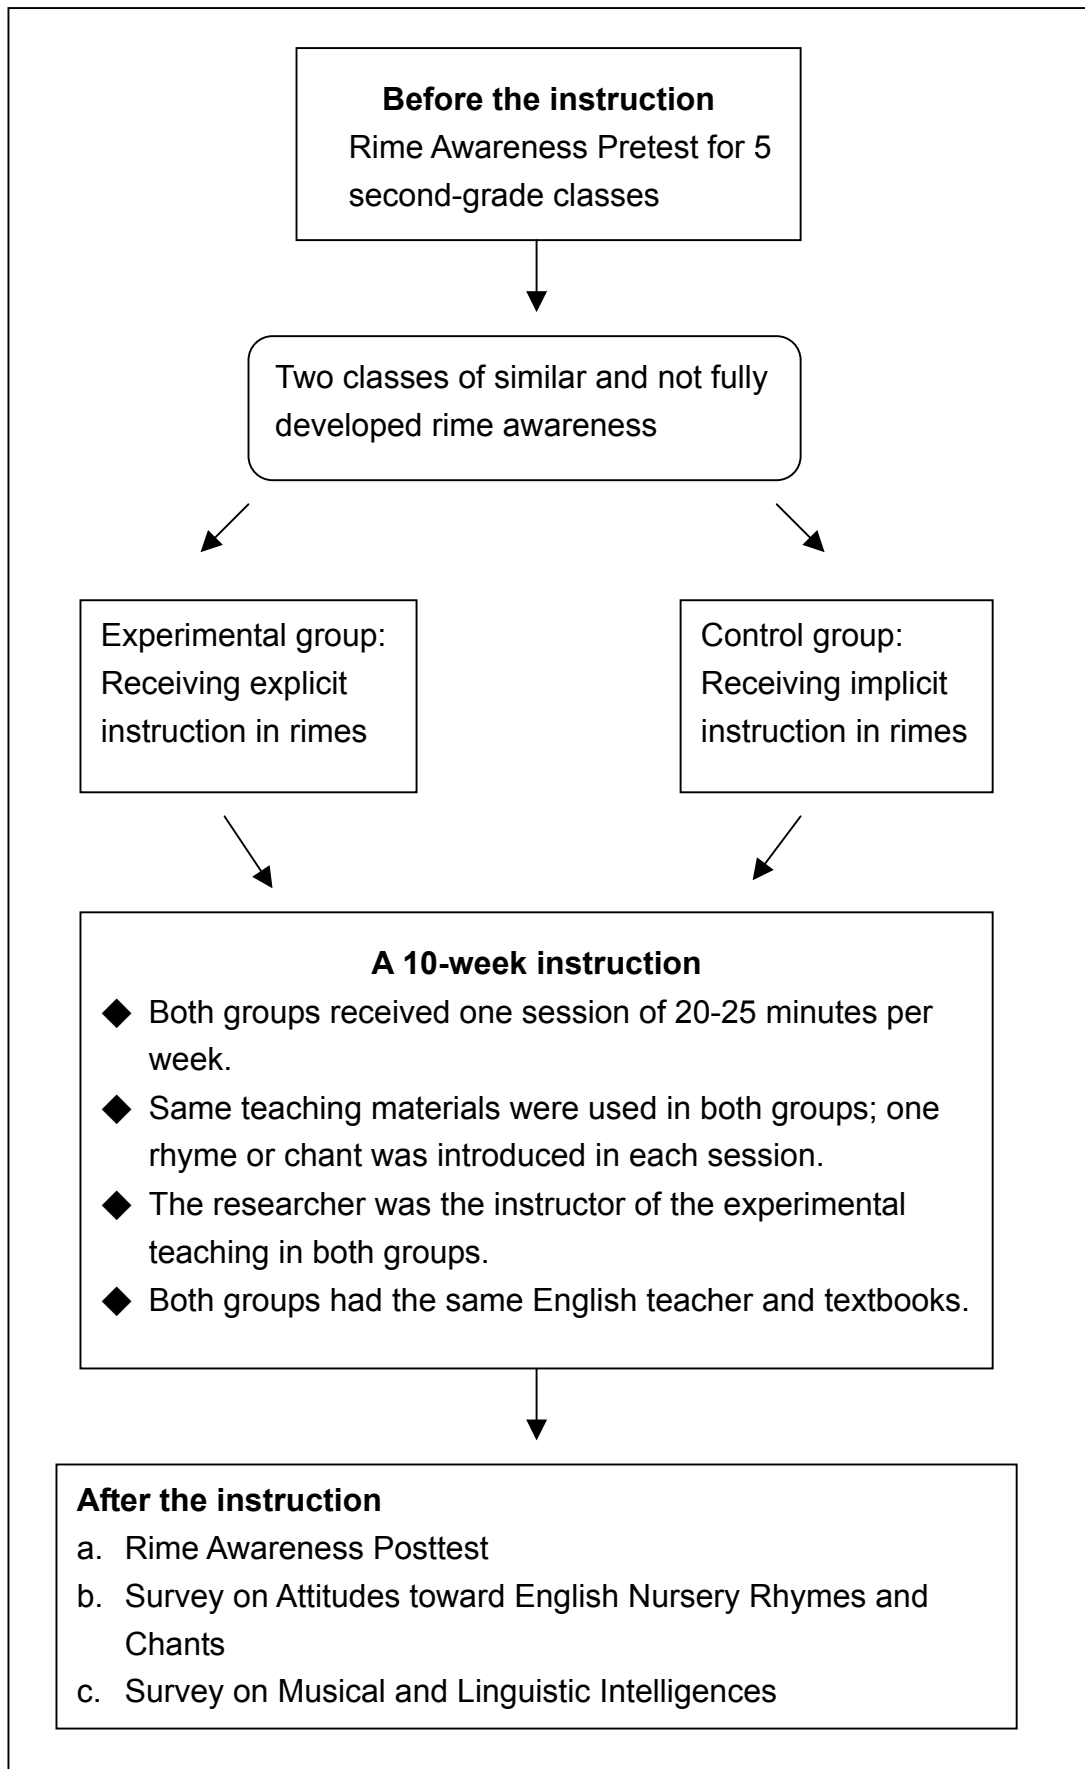 Before the instruction
Rime Awareness Pretest for 5
second-grade classes
Two classes of similar and not fully
developed rime awareness
Experimental group:
Receiving explicit
instruction in rimes
Control group:
Receiving implicit
instruction in rimes
A 10-week instruction
◆ Both groups received one session of 20-25 minutes per
week.
◆ Same teaching materials were used in both groups; one
rhyme or chant was introduced in each session.
◆ The researcher was the instructor of the experimental
teaching in both groups.
◆ Both groups had the same English teacher and textbooks.
After the instruction
a. Rime Awareness Posttest
b. Survey on Attitudes toward English Nursery Rhymes and
Chants
c. Survey on Musical and Linguistic Intelligences